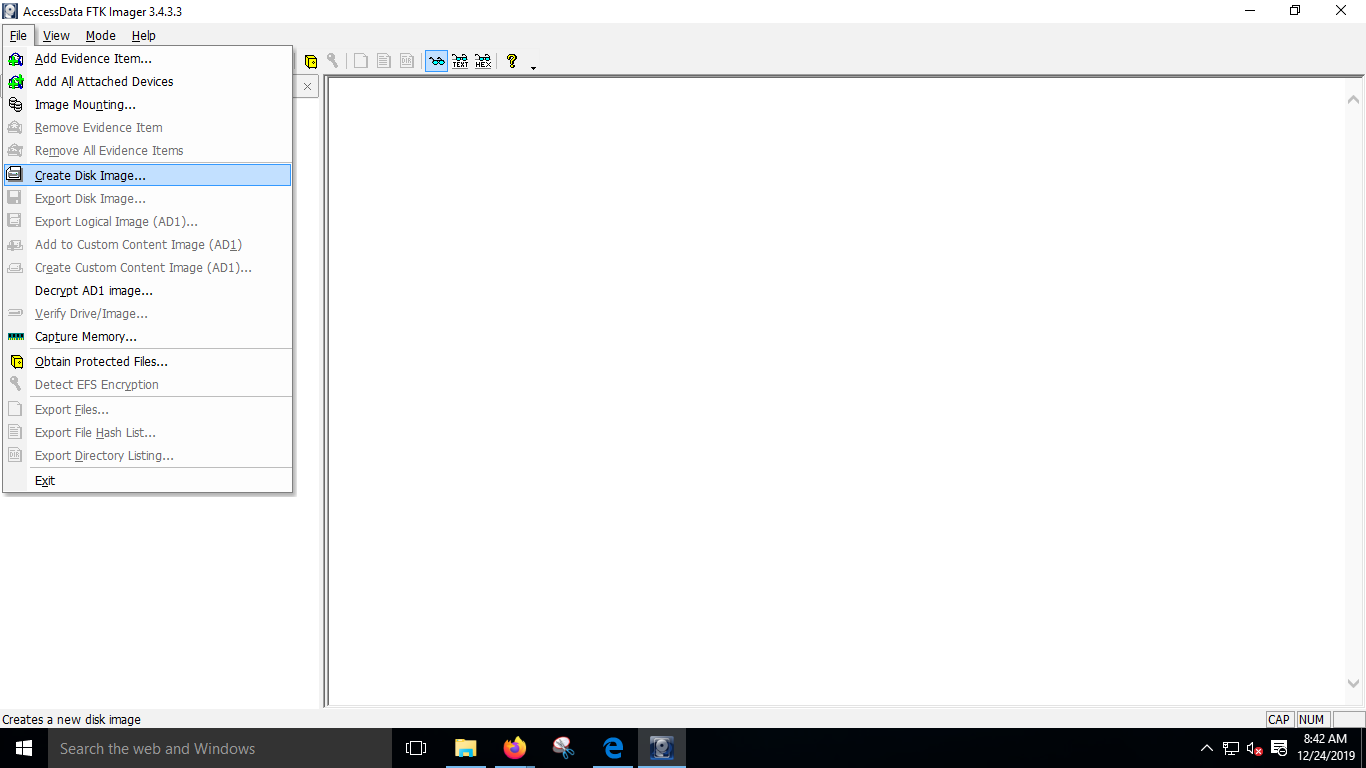 AccessData FTK Imager 3.4.3.3
File View Mode Help
Add Evidence Item...
Add All Attached Devices
Image Mounting...
Remove Evidence Item
Remove All Evidence Items
Create Disk Image...
Export Disk Image...
Export Logical Image (AD1)...
Add to Custom Content Image (AD1)
Create Custom Content Image (AD1)...
Decrypt AD1 image...
Verify Drive/Image...
Capture Memory...
Obtain Protected Files...
Detect EFS Encryption
Export Files...
Export File Hash List...
Export Directory Listing...
Exit
DIR
DIR
TEXT
HEX
Creates a new disk image
CAP NUM
Search the web and Windows
8:42 AM
12/24/2019